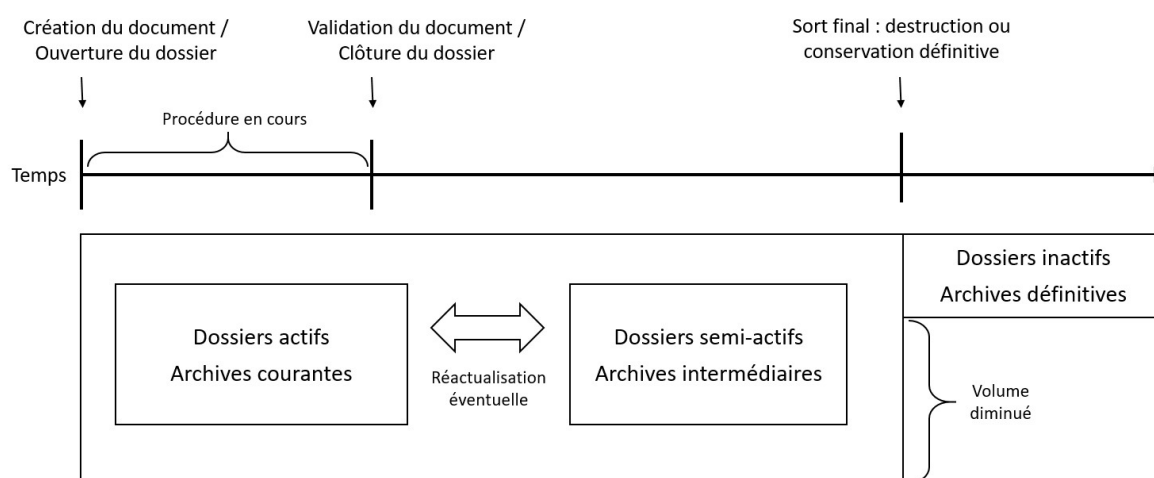 Création du document /
Ouverture du dossier
Validation du document /
Clôture du dossier
Sort final : destruction ou
conservation définitive
Procédure en cours
Temps
Dossiers inactifs
Archives définitives
Dossiers actifs
Archives courantes
Réactualisation
éventuelle
Dossiers semi-actifs
Archives intermédiaires
Volume
diminué